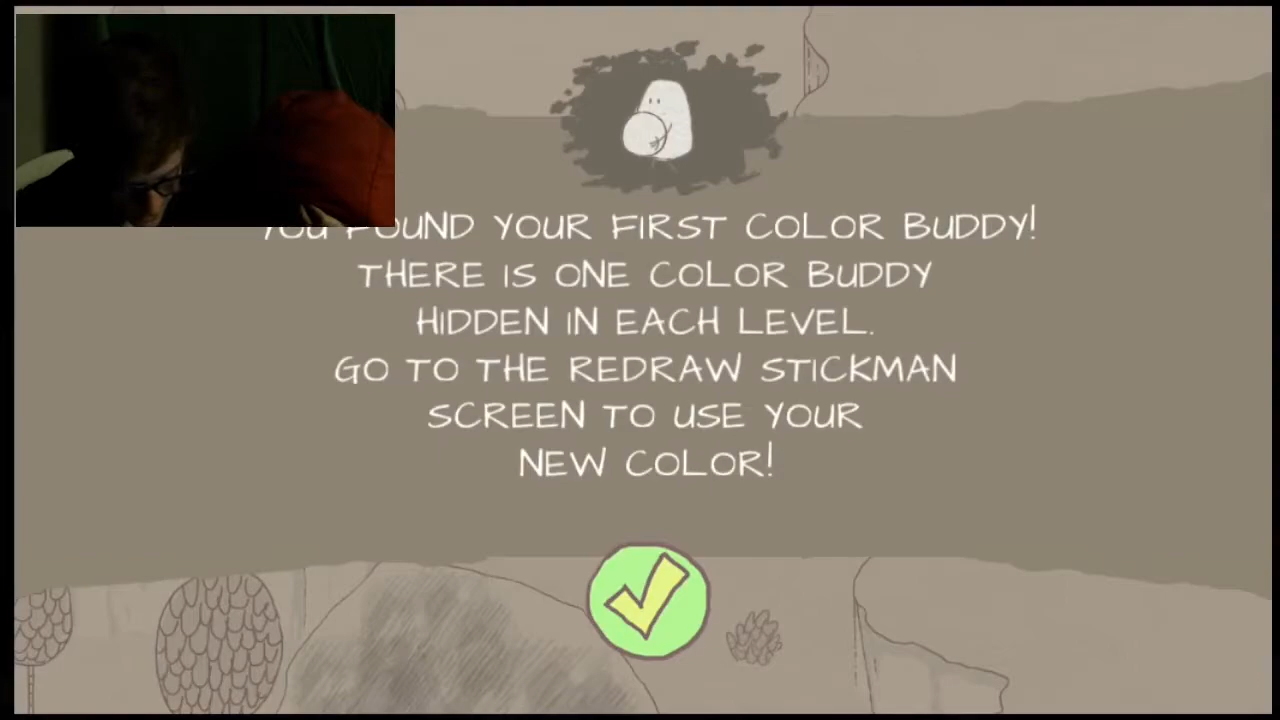 YOU FOUND YOUR FIRST COLOR BUDDY!
THERE IS ONE COLOR BUDDY
HIDDEN IN EACH LEVEL.
GO TO THE REDRAW STICKMAN
SCREEN TO USE YOUR
NEW COLOR!